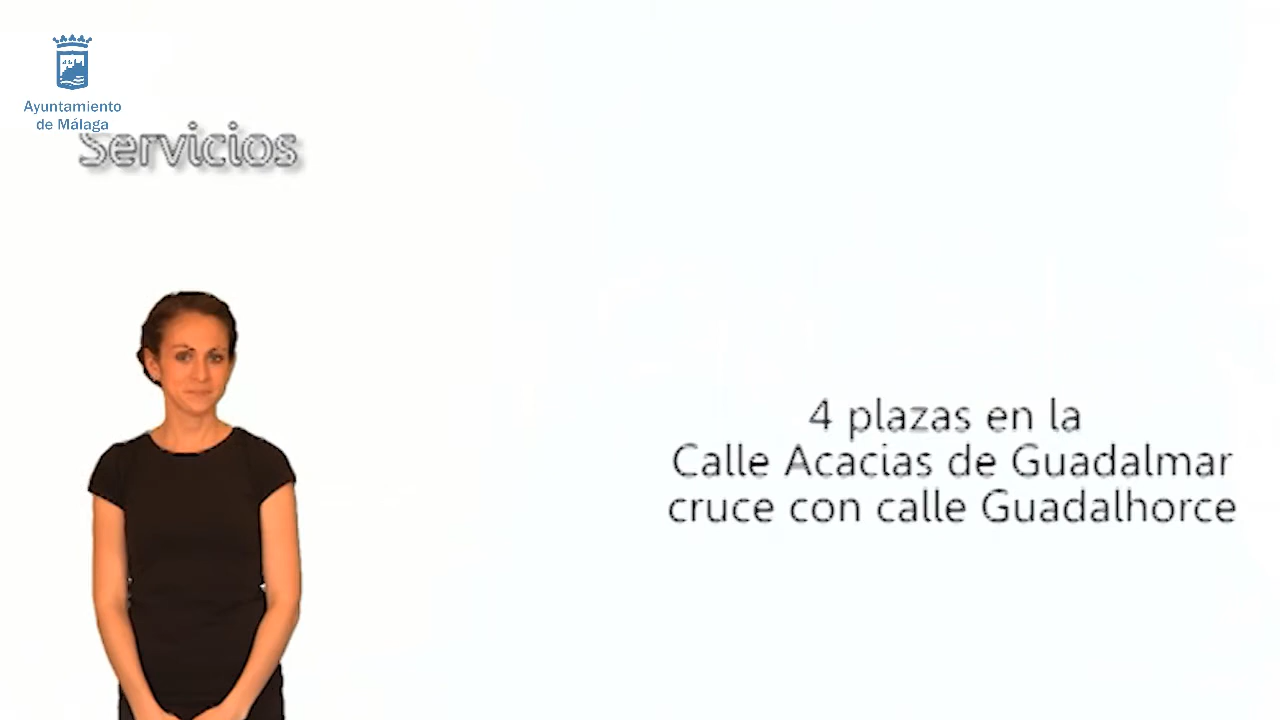 Ayuntamiento
de Málaga
Servicios
4 plazas en la
Calle Acacias de Guadalmar
cruce con calle Guadalhorce